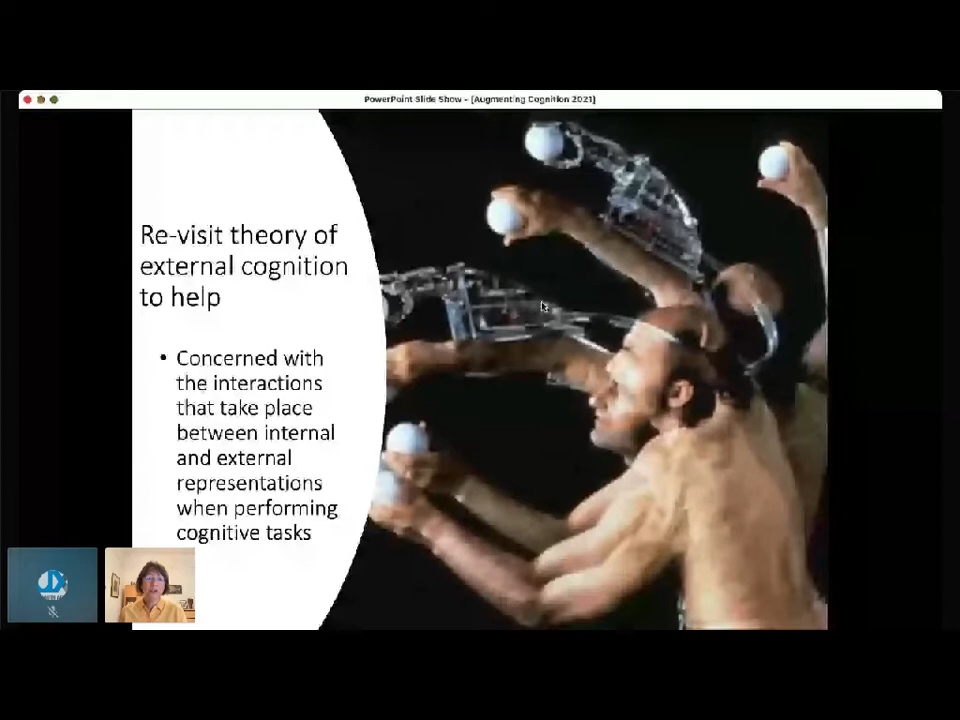 PowerPoint Slide Show - [Augmenting Cognition 2021]
Re-visit theory of
external cognition
to help
• Concerned with
the interactions
that take place
between internal
and external
representations
when performing
cognitive tasks